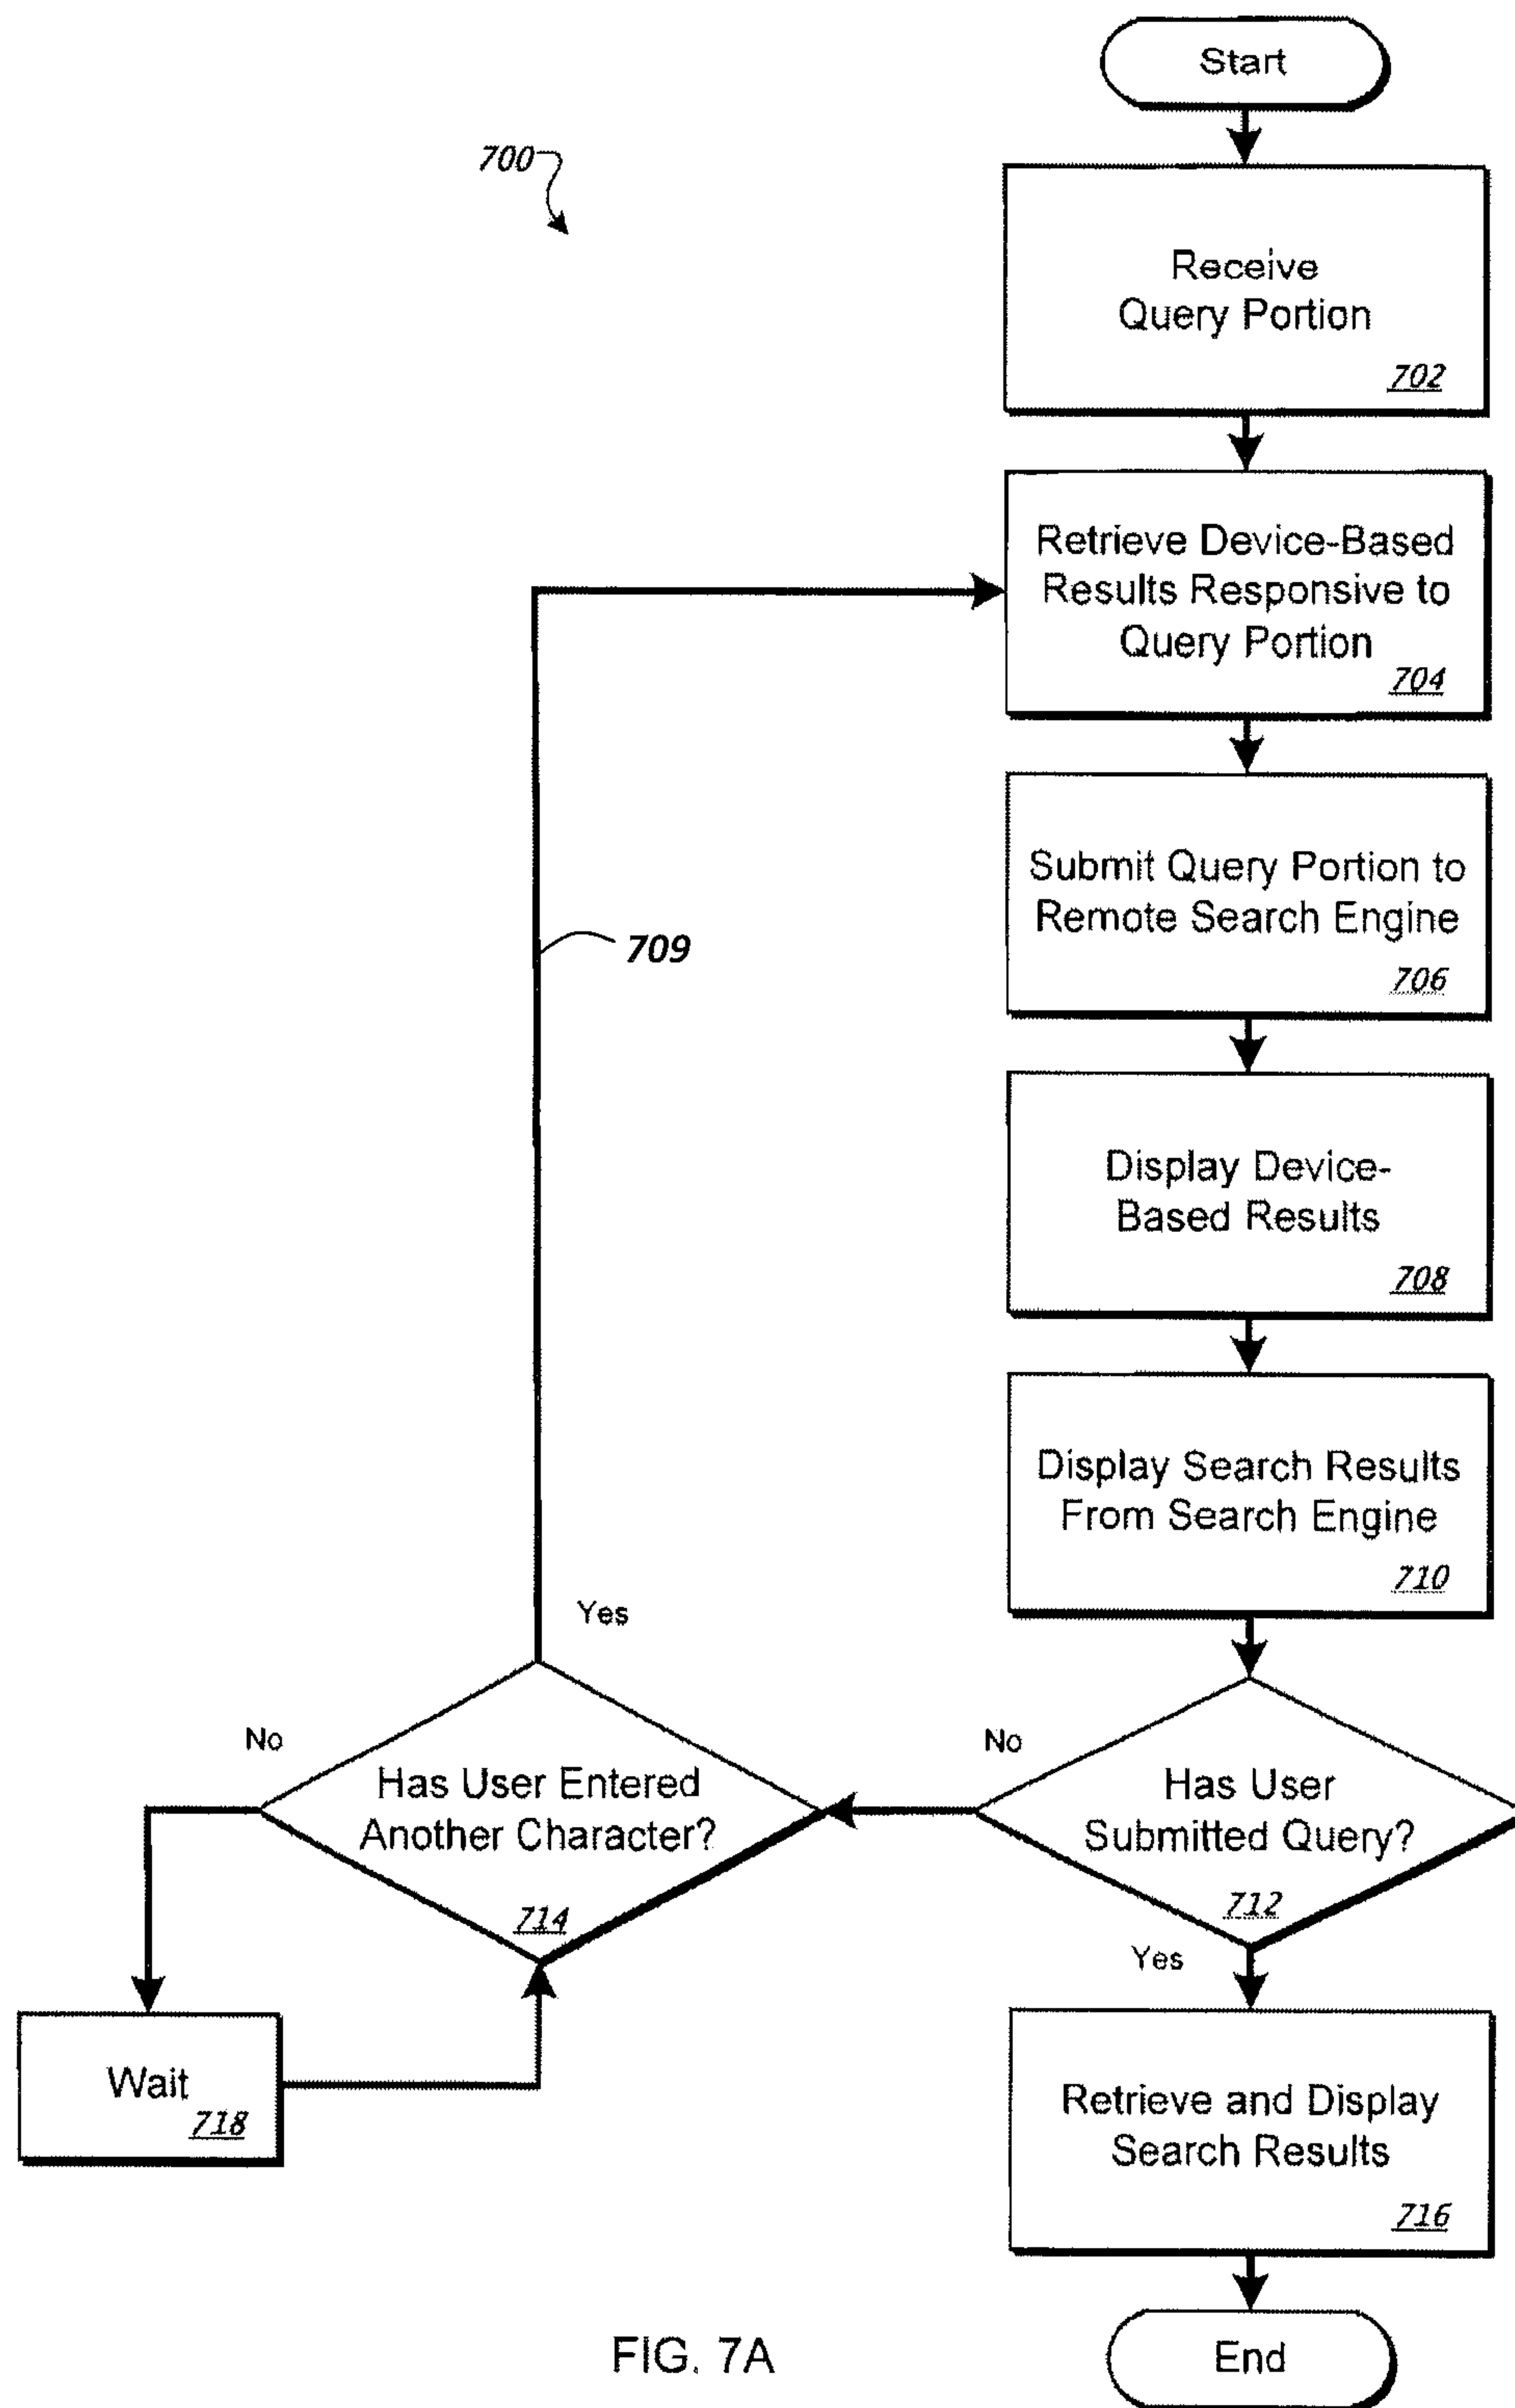 Start
700
Receive
Query Portion
702
Retrieve Device-Based
Results Responsive to
Query Portion
704
Submit Query Portion to
Remote Search Engine
706
709
Display Device-
Based Results
708
Display Search Results
From Search Engine
710
Yes
No
Has User Entered
Another Character?
714
No
Has User
Submitted Query?
712
Yes
Wait
718
Retrieve and Display
Search Results
716
End
FIG. 7A